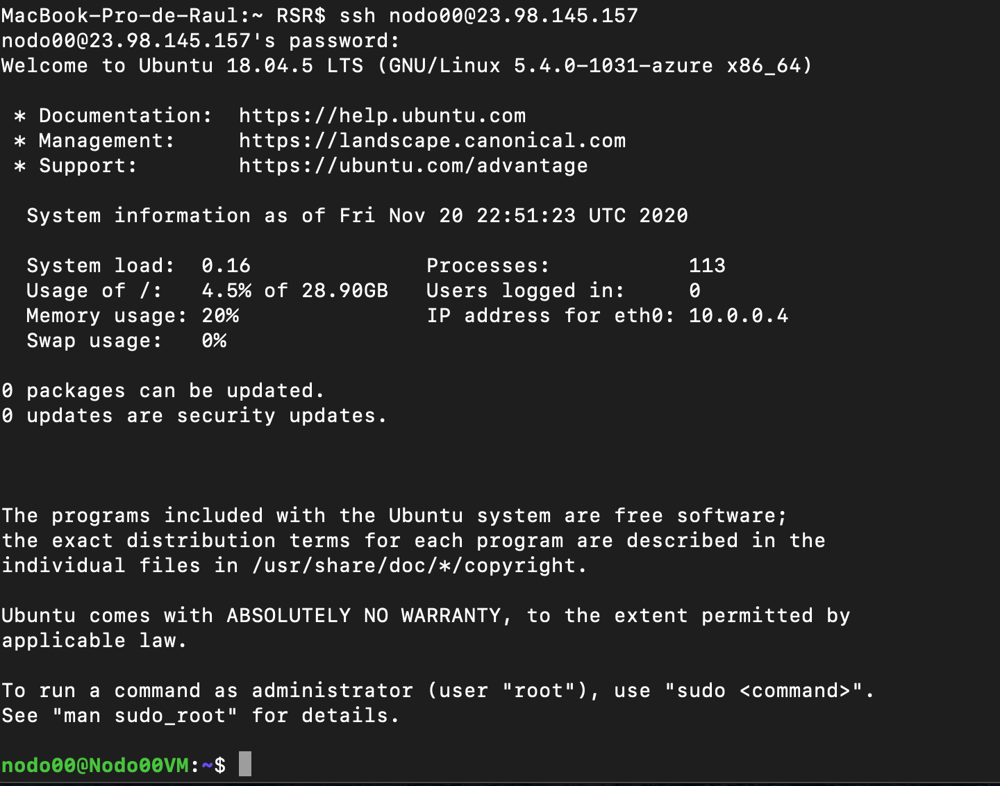 MacBook-Pro-de-Raul:~ RSR$ ssh nodo00@23.98.145.157
nodo00@23.98.145.157's password:
Welcome to Ubuntu 18.04.5 LTS (GNU/Linux 5.4.0-1031-azure x86_64)

 * Documentation:  https://help.ubuntu.com
 * Management:     https://landscape.canonical.com
 * Support:        https://ubuntu.com/advantage

  System information as of Fri Nov 20 22:51:23 UTC 2020

  System load:  0.16              Processes:           113
  Usage of /:   4.5% of 28.90GB   Users logged in:     0
  Memory usage: 20%               IP address for eth0: 10.0.0.4
  Swap usage:   0%

0 packages can be updated.
0 updates are security updates.

The programs included with the Ubuntu system are free software;
the exact distribution terms for each program are described in the
individual files in /usr/share/doc/*/copyright.

Ubuntu comes with ABSOLUTELY NO WARRANTY, to the extent permitted by
applicable law.

To run a command as administrator (user "root"), use "sudo <command>".
See "man sudo_root" for details.

nodo00@Nodo00VM:~$